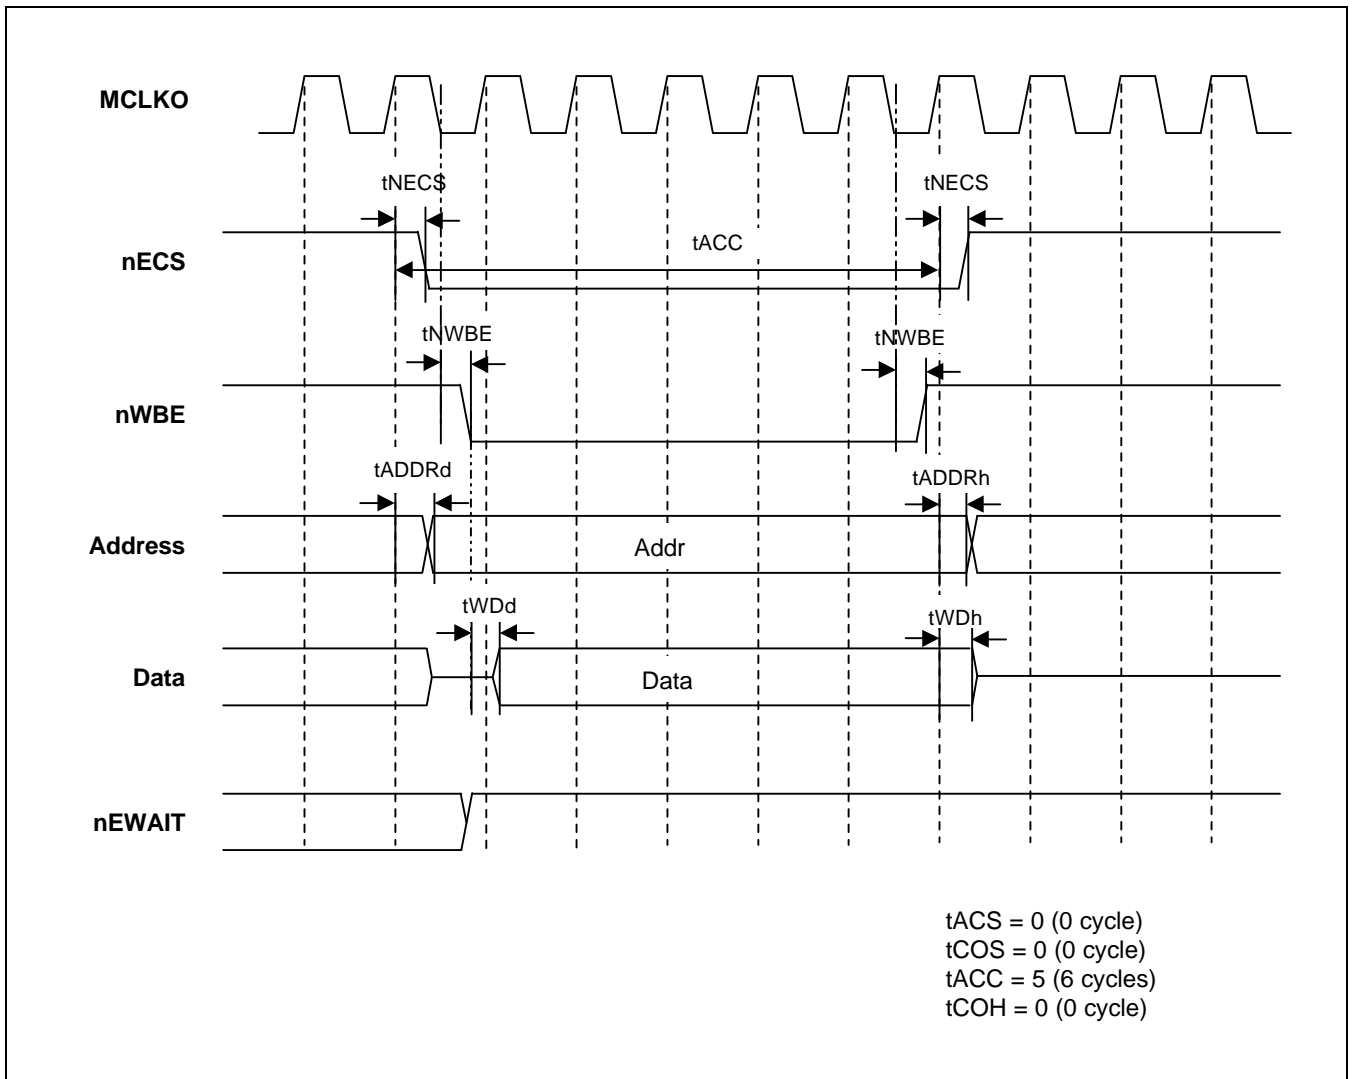 MCLKO
tNECS
tNECS
tACC
nECS
tNWBE
tNWBE
nWBE
tADDRd
tADDRh
Address
Addr
tWDd
tWDh
Data
Data
nEWAIT
tACS = 0 (0 cycle)
tCOS = 0 (0 cycle)
tACC = 5 (6 cycles)
tCOH = 0 (0 cycle)